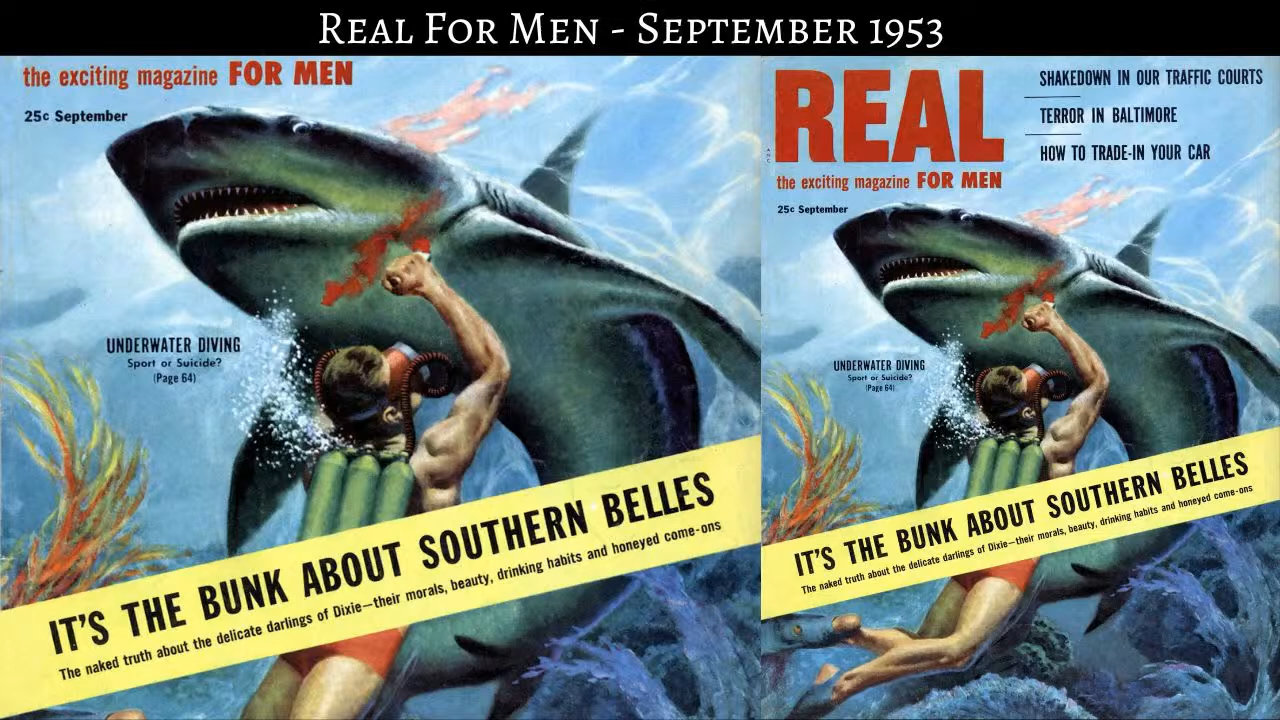 Real For Men - September 1953
the exciting magazine FOR MEN
25c September
UNDERWATER DIVING
Sport or Suicide?
(Page 64)
IT'S THE BUNK ABOUT SOUTHERN BELLES
The naked truth about the delicate darlings of Dixie—their morals, beauty, drinking habits and honeyed come-ons
REAL
the exciting magazine FOR MEN
25c September
SHAKEDOWN IN OUR TRAFFIC COURTS
TERROR IN BALTIMORE
HOW TO TRADE-IN YOUR CAR
UNDERWATER DIVING
Sport or Suicide?
(Page 64)
IT'S THE BUNK ABOUT SOUTHERN BELLES
The naked truth about the delicate darlings of Dixie—their morals, beauty, drinking habits and honeyed come-ons